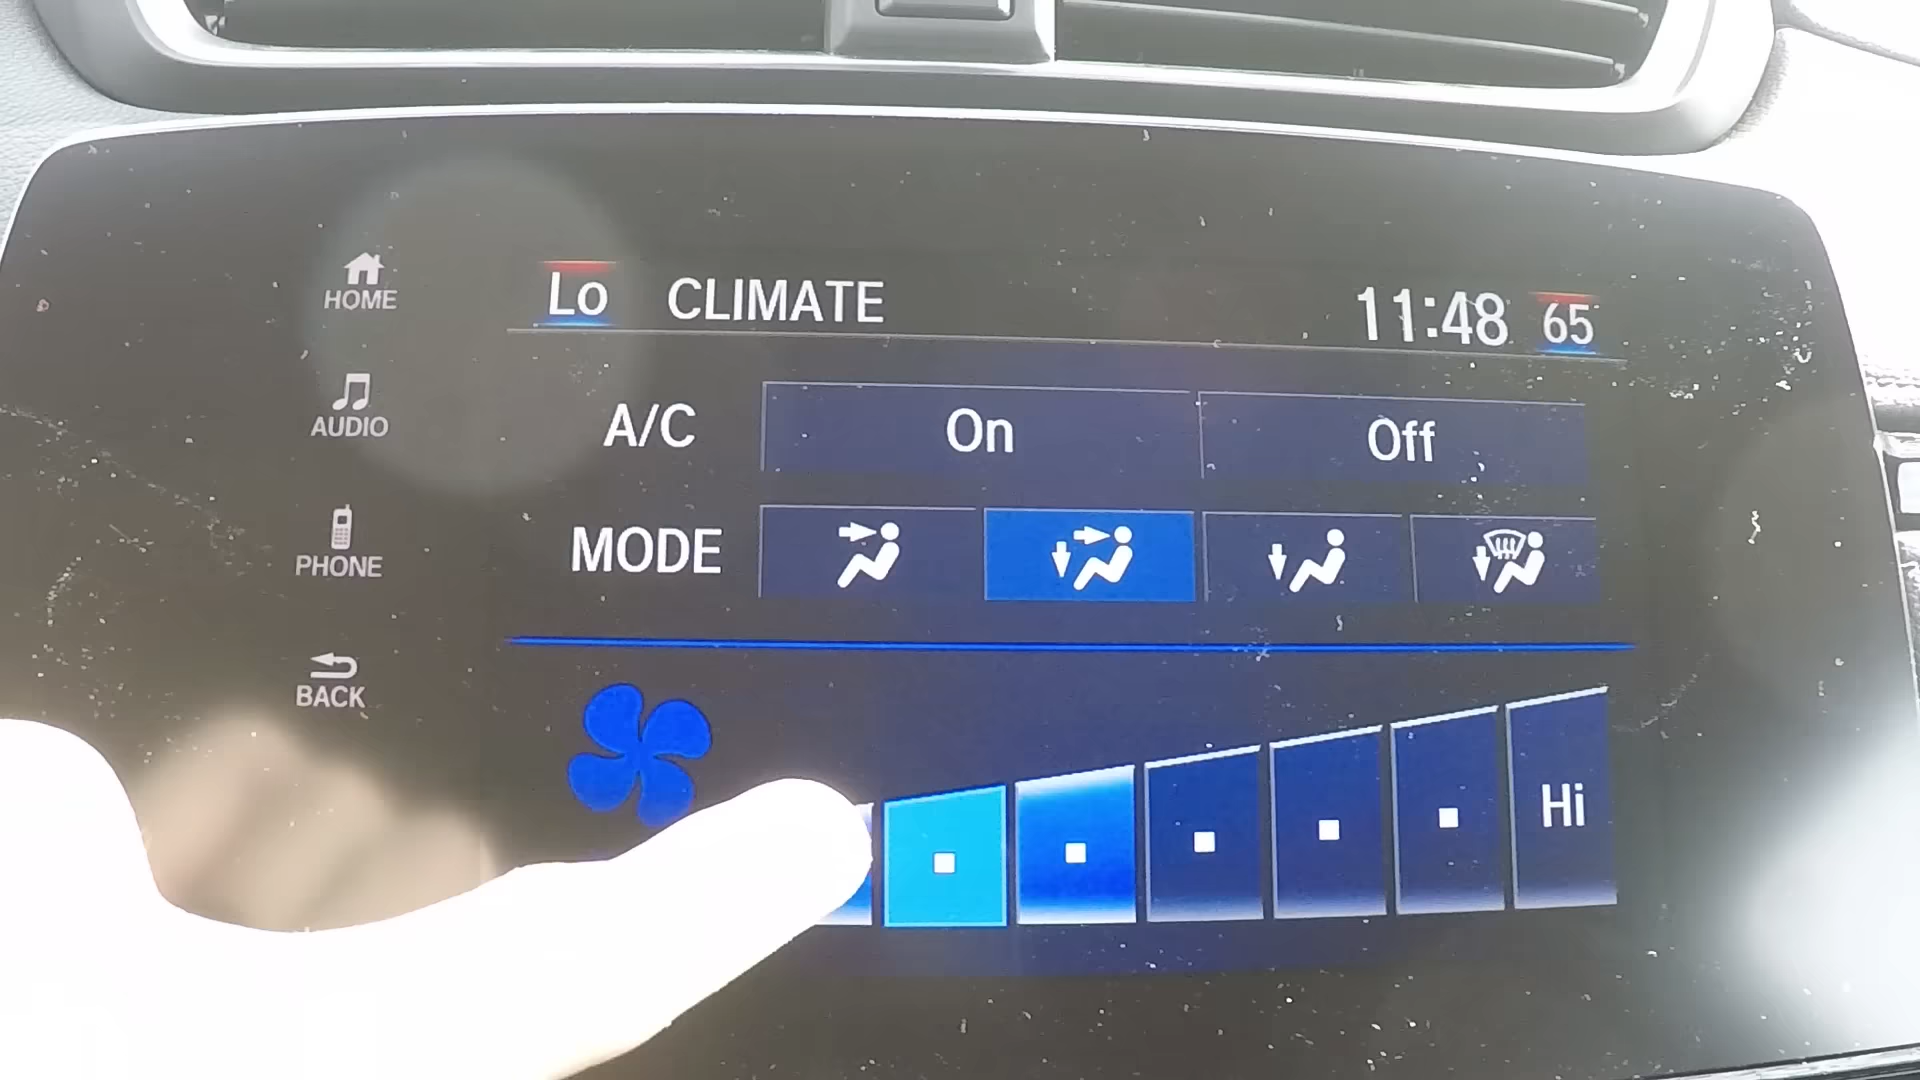 Lo CLIMATE 11:48 65
HOME
A/C On Off
AUDIO
MODE
PHONE
BACK
Hi